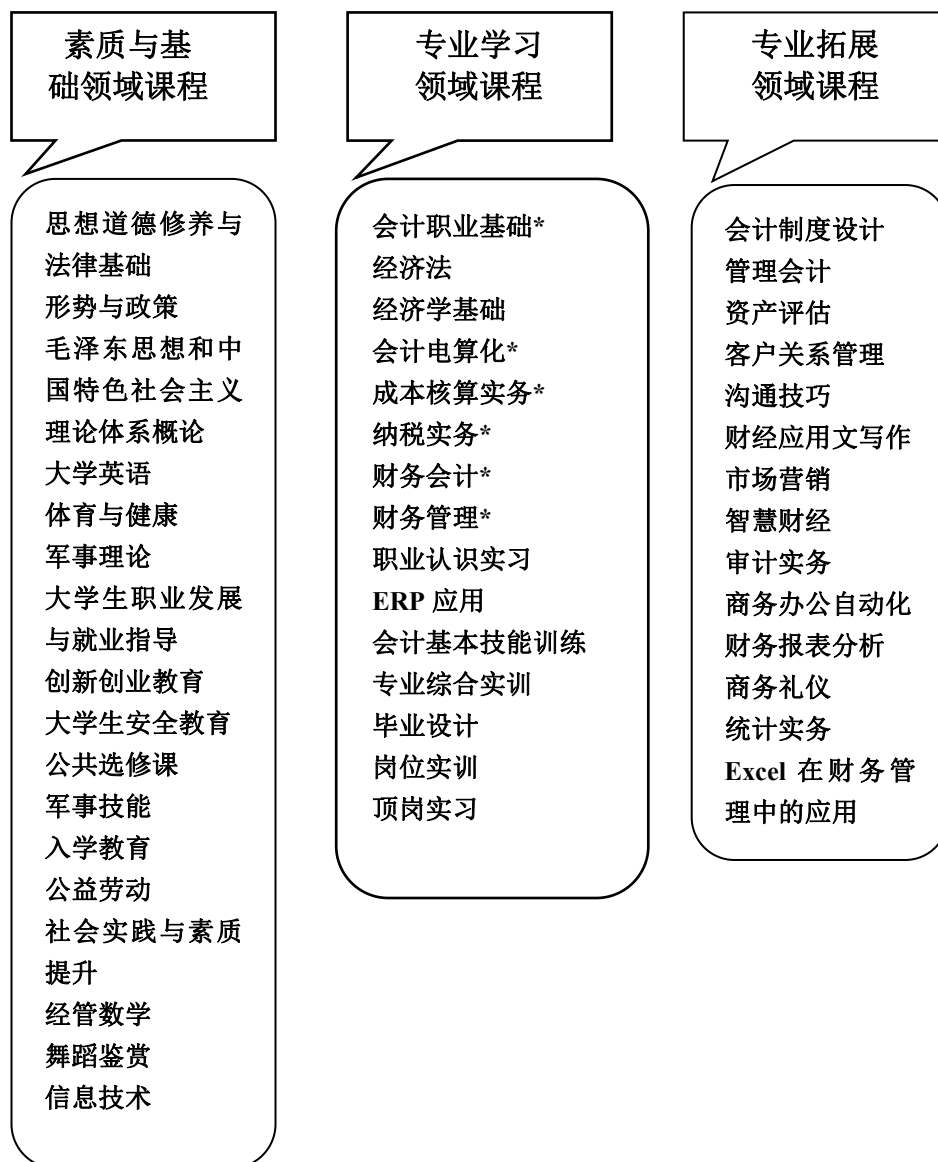 素质与基
础领域课程
思想道德修养与
法律基础
形势与政策
毛泽东思想和中
国特色社会主义
理论体系概论
大学英语
体育与健康
军事理论
大学生职业发展
与就业指导
创新创业教育
大学生安全教育
公共选修课
军事技能
入学教育
公益劳动
社会实践与素质
提升
经管数学
舞蹈鉴赏
信息技术
专业学习
领域课程
会计职业基础*
经济法
经济学基础
会计电算化*
成本核算实务*
纳税实务*
财务会计*
财务管理*
职业认识实习
ERP 应用
会计基本技能训练
专业综合实训
毕业设计
岗位实训
顶岗实习
专业拓展
领域课程
会计制度设计
管理会计
资产评估
客户关系管理
沟通技巧
财经应用文写作
市场营销
智慧财经
审计实务
商务办公自动化
财务报表分析
商务礼仪
统计实务
Excel 在财务管
理中的应用